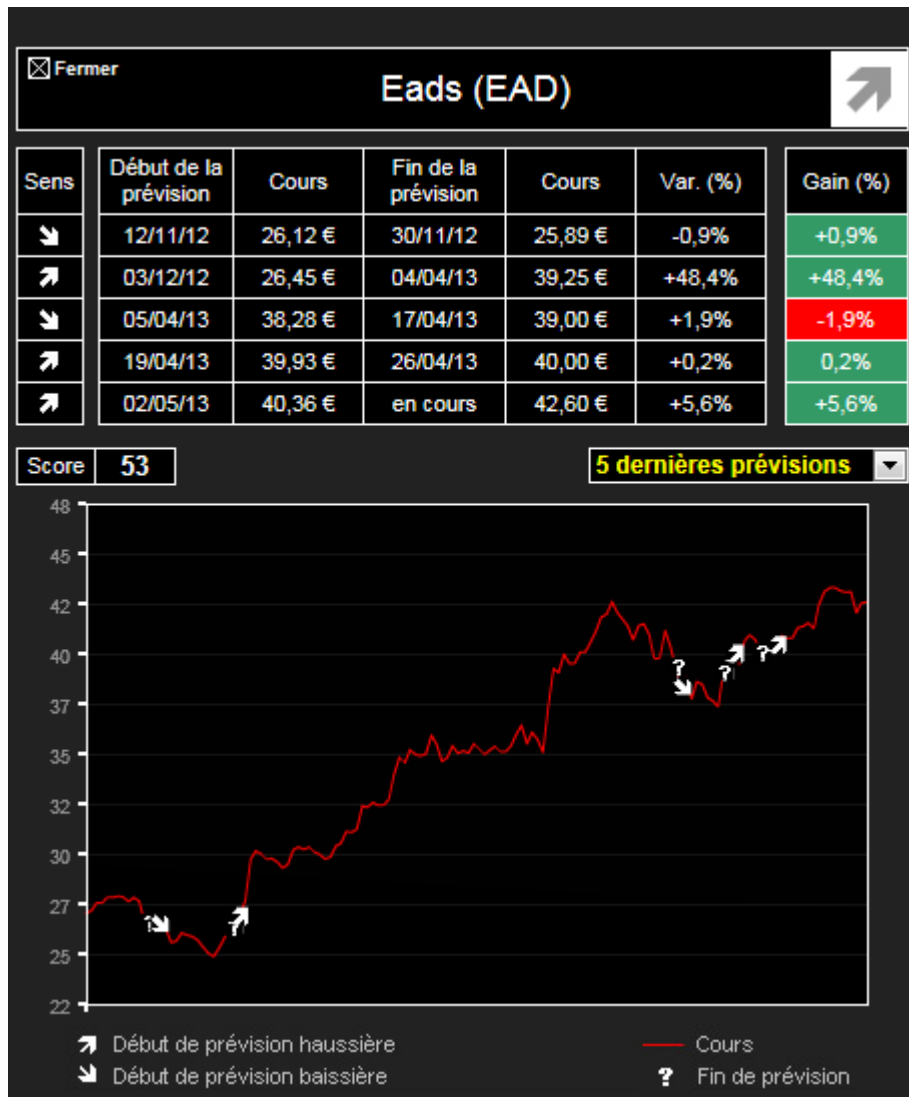 Fermer
Eads (EAD)
Sens Début de la prévision Cours Fin de la prévision Cours Var. (%) Gain (%)
12/11/12 26,12 € 30/11/12 25,89 € -0,9% +0,9%
03/12/12 26,45 € 04/04/13 39,25 € +48,4% +48,4%
05/04/13 38,28 € 17/04/13 39,00 € +1,9% -1,9%
19/04/13 39,93 € 26/04/13 40,00 € +0,2% 0,2%
02/05/13 40,36 € en cours 42,60 € +5,6% +5,6%
Score 53 5 dernières prévisions
48
45
42
40
37
35
32
30
27
25
22
Début de prévision haussière Cours
Début de prévision baissière ? Fin de prévision